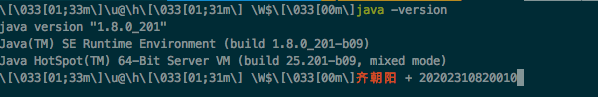 \[\033[01;33m\]\u@\h\[\033[01;31m\] \W$\[\033[00m\]java -version
java version "1.8.0_201"
Java(TM) SE Runtime Environment (build 1.8.0_201-b09)
Java HotSpot(TM) 64-Bit Server VM (build 25.201-b09, mixed mode)
\[\033[01;33m\]\u@\h\[\033[01;31m\] \W$\[\033[00m\]齐朝阳 + 20202310820010